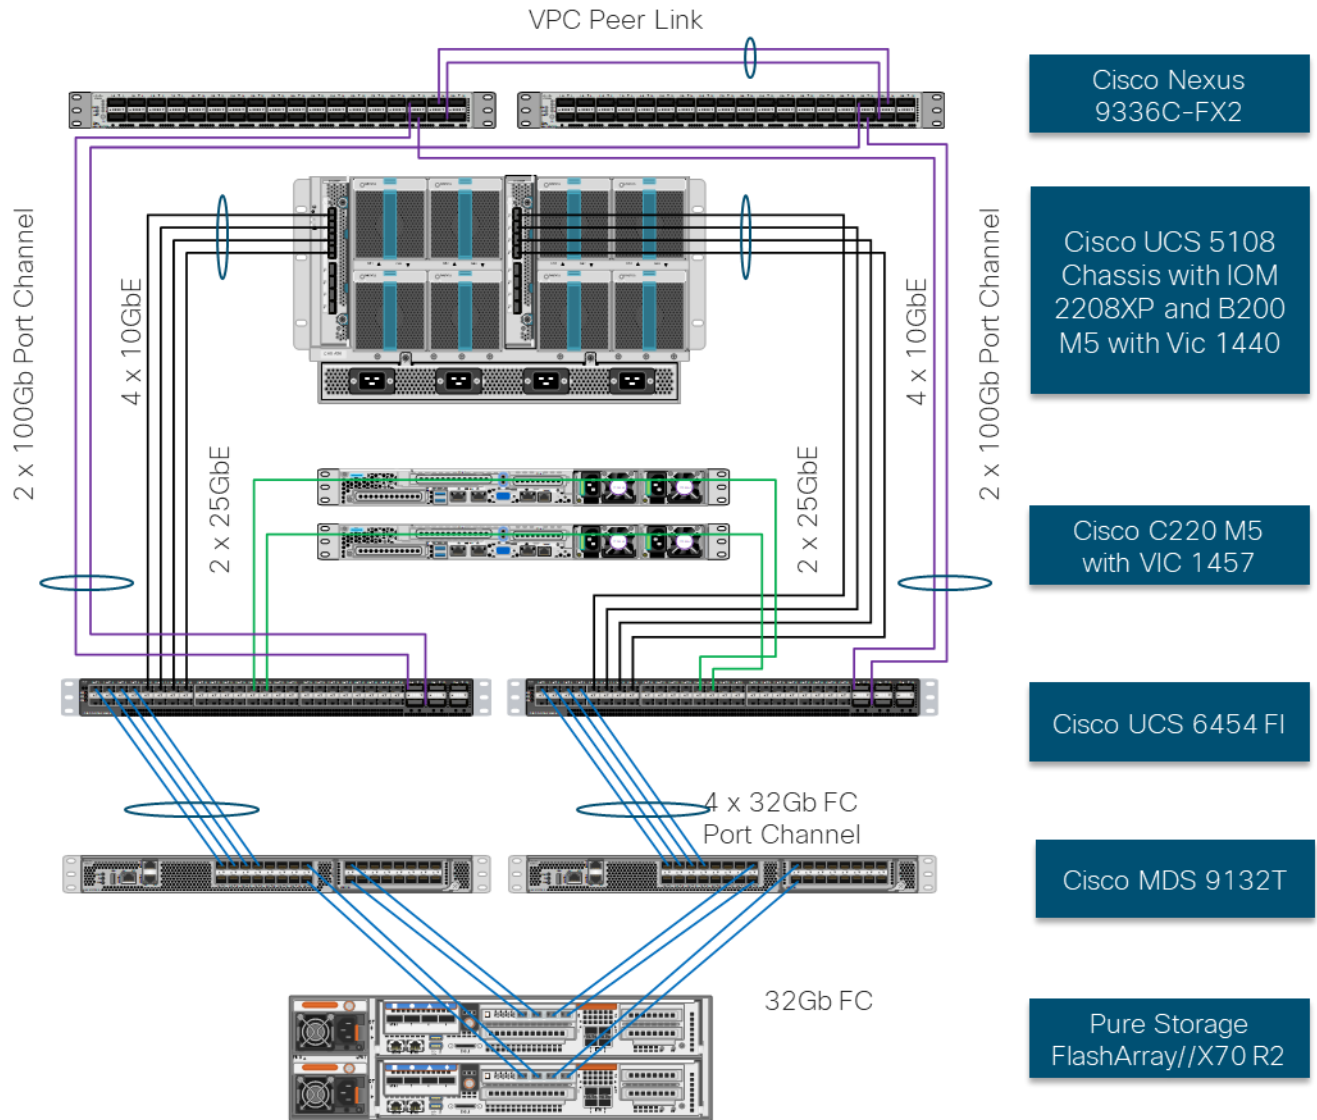 VPC Peer Link
Cisco Nexus
9336C-FX2
2 x 100Gb Port Channel
4 x 10GbE
4 x 10GbE
2 x 100Gb Port Channel
Cisco UCS 5108
Chassis with IOM
2208XP and B200
M5 with Vic 1440
2 x 25GbE
2 x 25GbE
Cisco C220 M5
with VIC 1457
Cisco UCS 6454 FI
4 x 32Gb FC
Port Channel
Cisco MDS 9132T
32Gb FC
Pure Storage
FlashArray//X70 R2